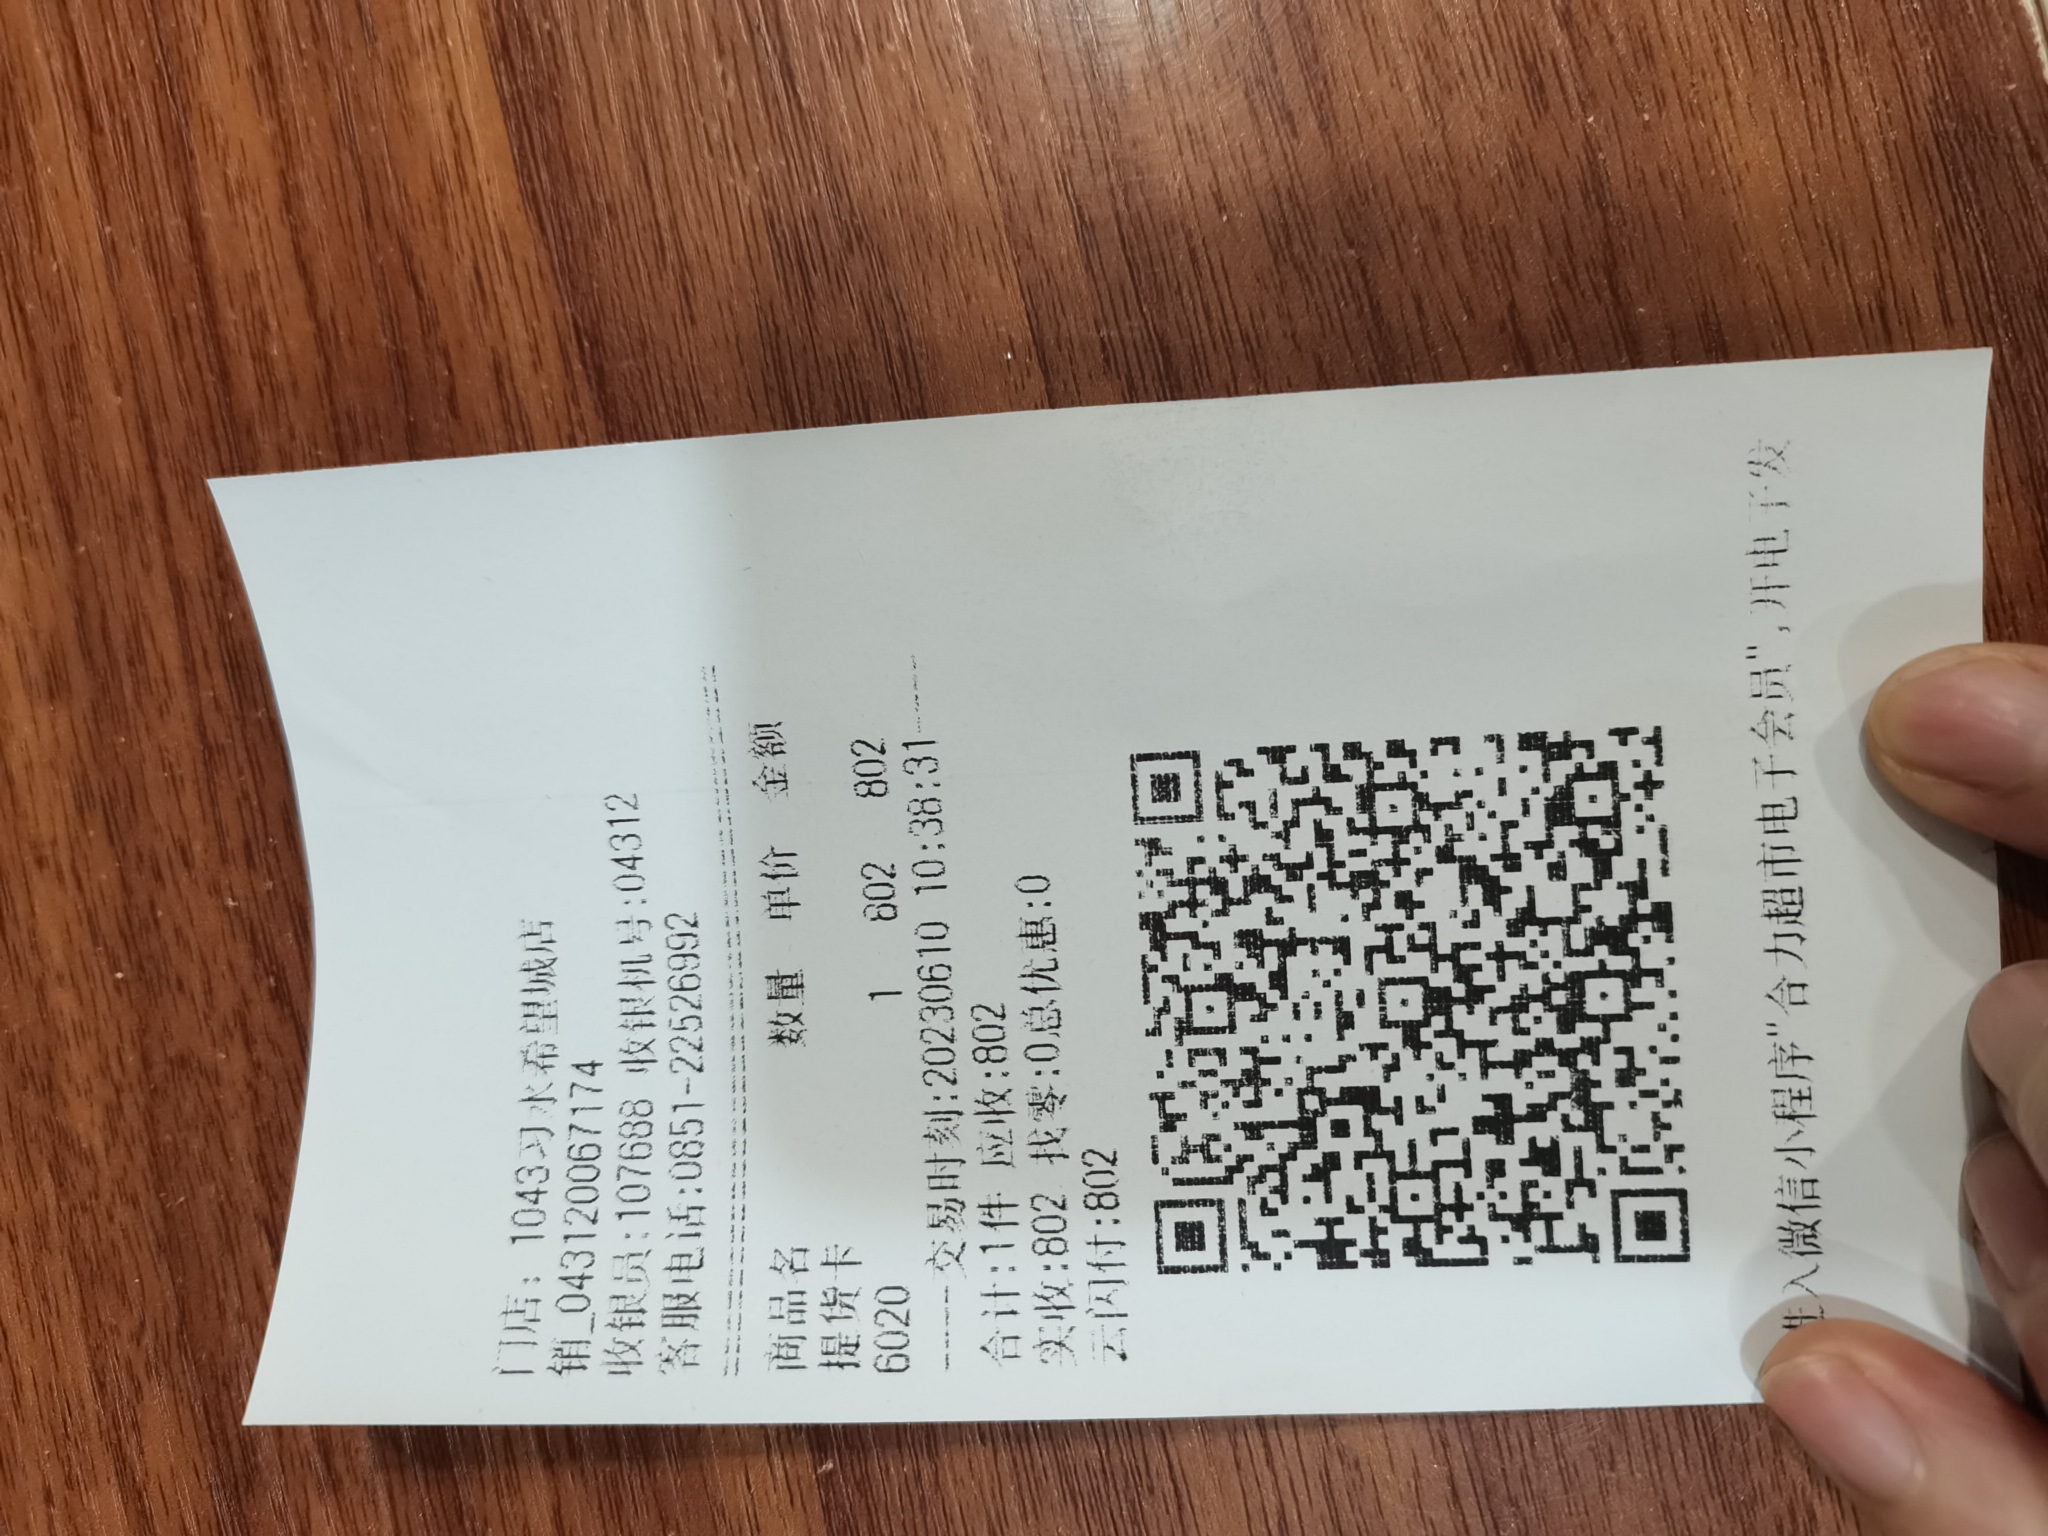 门店：1043习水希望城店
销_043120067174
收银员:107688 收银机号:04312
客服电话:0851-22526992
商品名 数量 单价 金额
提货卡
6020 1 802 802
交易时刻:20230610 10:38:31
合计:1件 应收:802
实收:802 找零:0总优惠:0
云闪付:802
进入微信小程序"合力超市电子会员",开电子发